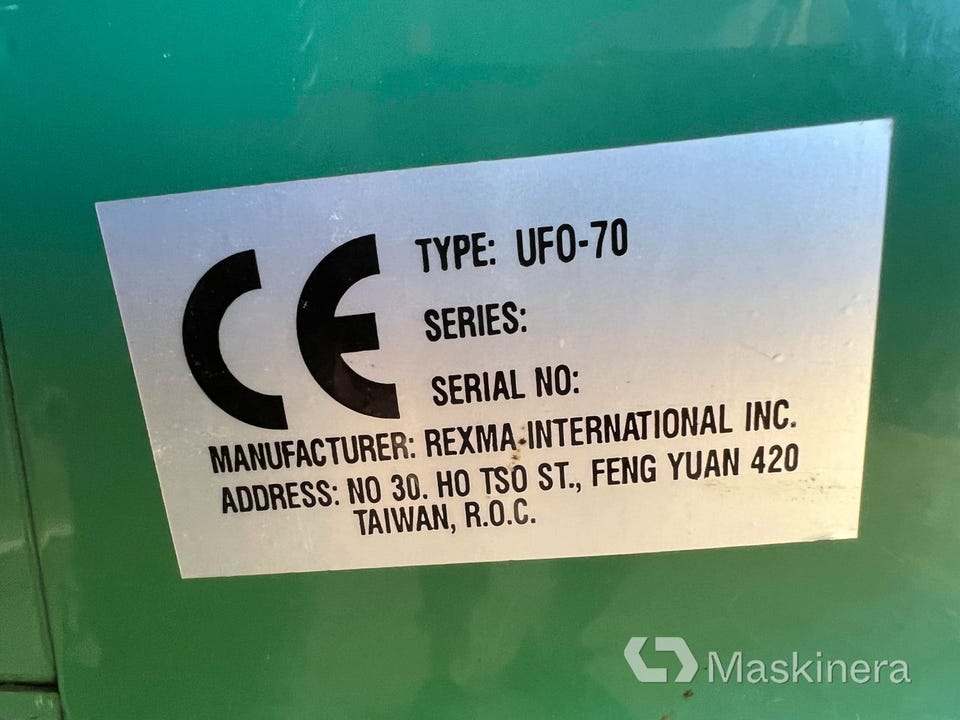 CE
TYPE: UFO-70
SERIES:
SERIAL NO:
MANUFACTURER: REXMA INTERNATIONAL INC.
ADDRESS: NO 30. HO TSO ST., FENG YUAN 420
TAIWAN, R.O.C.
Maskinera